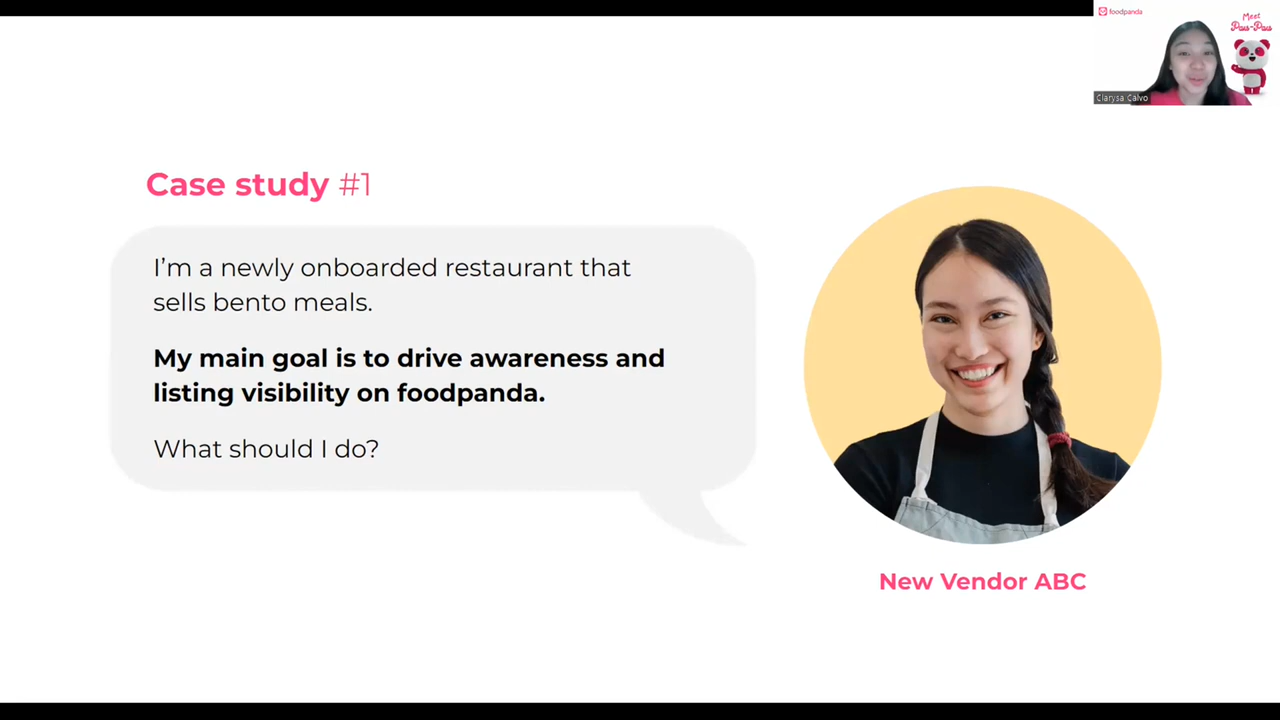 foodpanda
Meet
Pau-Pau
Clarysa Calvo
Case study #1
I'm a newly onboarded restaurant that
sells bento meals.
My main goal is to drive awareness and
listing visibility on foodpanda.
What should I do?
New Vendor ABC